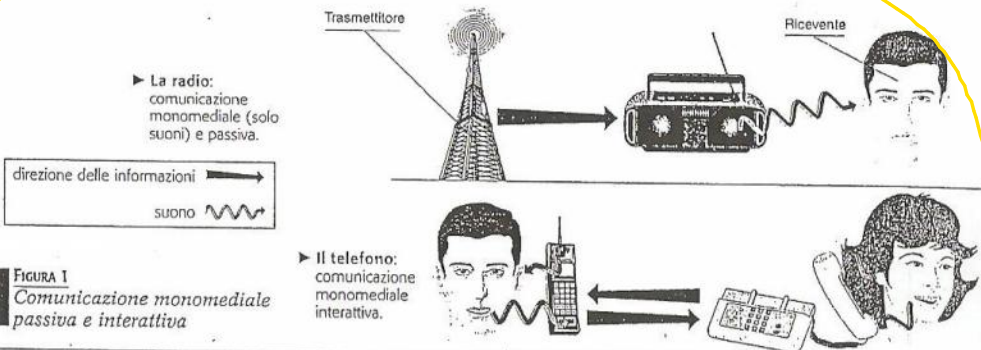 Trasmettitore
Ricevente
► La radio:
comunicazione
monomediale (solo
suoni) e passiva.
direzione delle informazioni
suono
► Il telefono:
comunicazione
monomediale
interattiva.
FIGURA 1
Comunicazione monomediale
passiva e interattiva